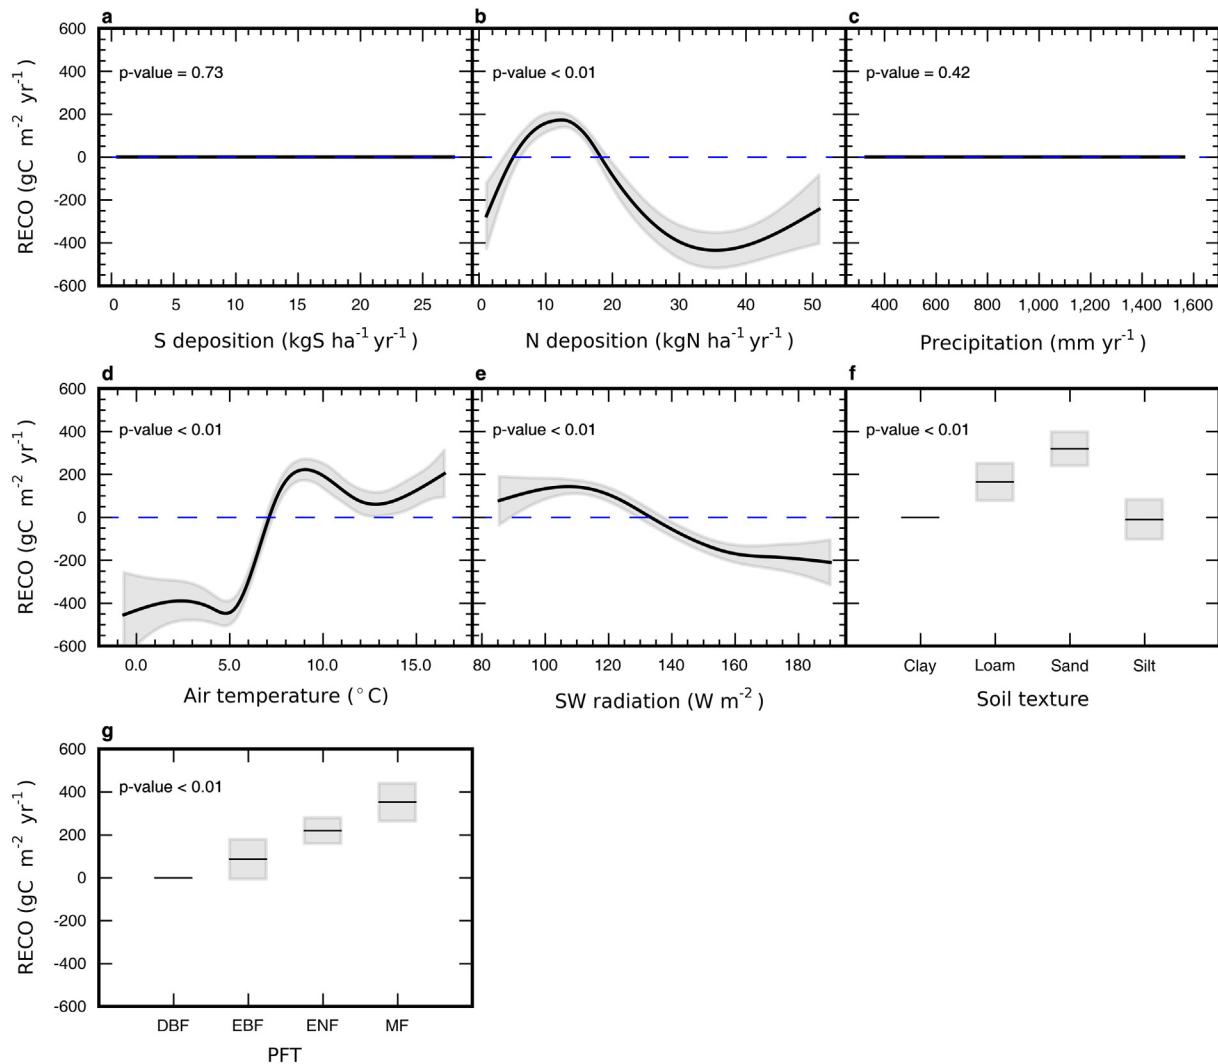 a
b
c
600
400
200
0
-200
-400
-600
RECO (gC m-2 yr-1)
p-value = 0.73
p-value < 0.01
p-value = 0.42
0 5 10 15 20 25
0 10 20 30 40 50
400 600 800 1,000 1,200 1,400 1,600
S deposition (kgS ha-1 yr-1)
N deposition (kgN ha-1 yr-1)
Precipitation (mm yr-1)
d
e
f
600
400
200
0
-200
-400
-600
RECO (gC m-2 yr-1)
p-value < 0.01
p-value < 0.01
p-value < 0.01
0.0 5.0 10.0 15.0
80 100 120 140 160 180
Clay Loam Sand Silt
Air temperature (°C)
SW radiation (W m-2)
Soil texture
g
600
400
200
0
-200
-400
-600
RECO (gC m-2 yr-1)
p-value < 0.01
DBF EBF ENF MF
PFT